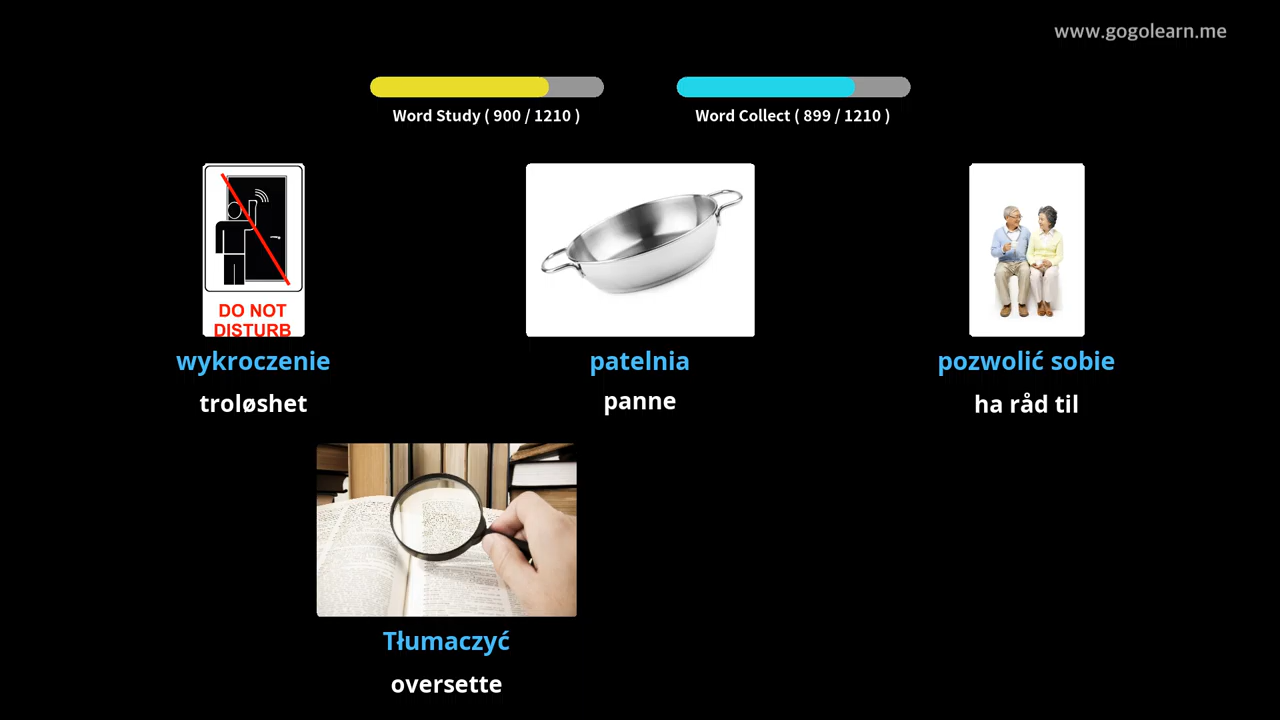 www.gogolearn.me
Word Study ( 900 / 1210 )
Word Collect ( 899 / 1210 )
DO NOT
DISTURB
wykroczenie
troløshet
patelnia
panne
pozwolić sobie
ha råd til
Tłumaczyć
oversette